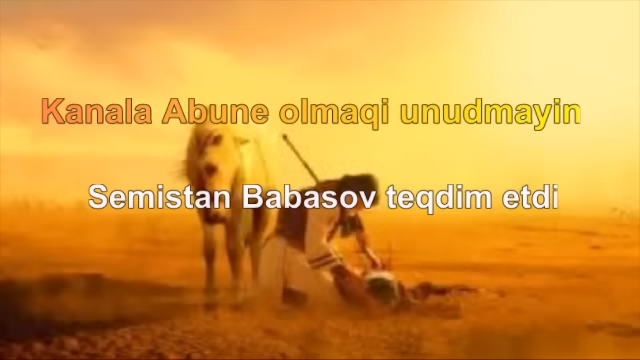 Kanala Abune olmaqi unudmayin
Semistan Babasov teqdim etdi